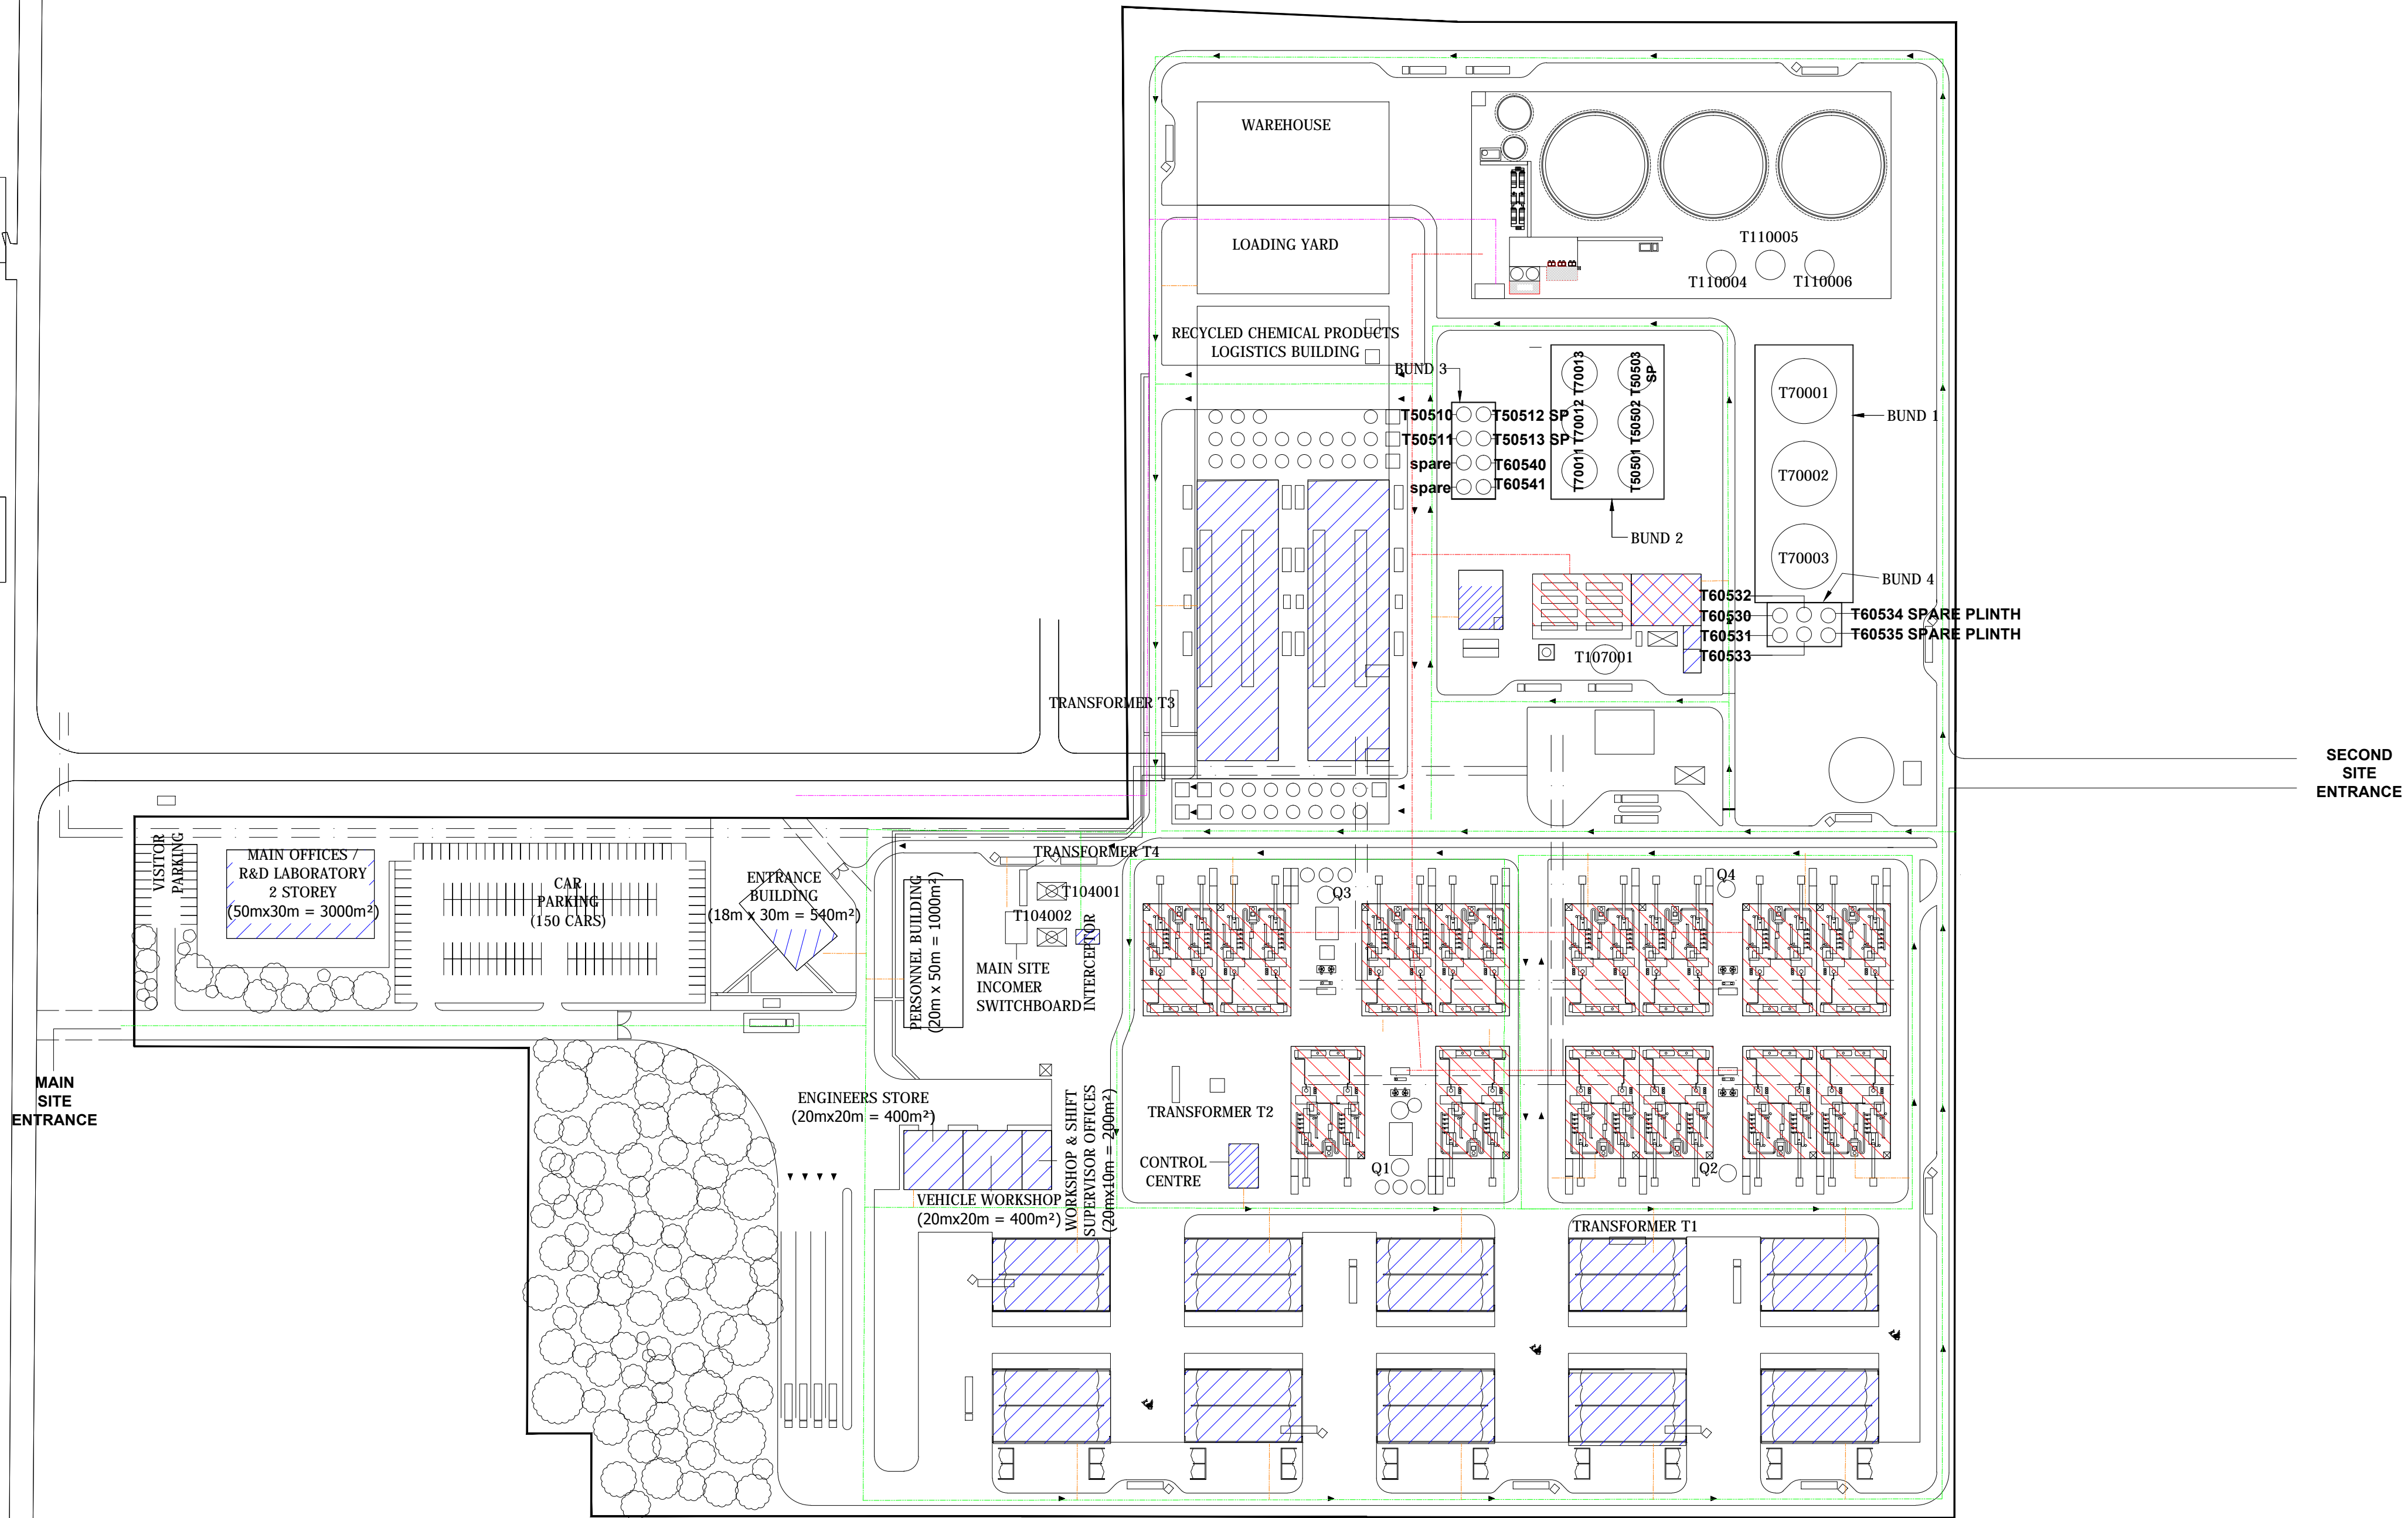 WAREHOUSE
LOADING YARD
T110005
T110004
T110006
RECYCLED CHEMICAL PRODUCTS
LOGISTICS BUILDING
BUND 3
T50510
T50512 SP
T50511
T50513 SP
spare
T60540
spare
T60541
T70013
T50503
SP
T70012
T50502
T70011
T50501
BUND 2
T70001
T70002
T70003
BUND 1
BUND 4
T60532
T60530
T60531
T60533
T60534 SPARE PLINTH
T60535 SPARE PLINTH
T107001
TRANSFORMER T3
SECOND
SITE
ENTRANCE
VISITOR
PARKING
MAIN OFFICES /
R&D LABORATORY
2 STOREY
(50mx30m = 3000m²)
CAR
PARKING
(150 CARS)
ENTRANCE
BUILDING
(18m x 30m = 540m²)
PERSONNEL BUILDING
(20m x 50m = 1000m²)
TRANSFORMER T4
T104001
T104002
MAIN SITE
INCOMER
SWITCHBOARD
INTERCEPTOR
Q3
Q4
MAIN
SITE
ENTRANCE
ENGINEERS STORE
(20mx20m = 400m²)
VEHICLE WORKSHOP
(20mx20m = 400m²)
WORKSHOP & SHIFT
SUPERVISOR OFFICES
(20mx10m = 200m²)
TRANSFORMER T2
CONTROL
CENTRE
Q1
Q2
TRANSFORMER T1